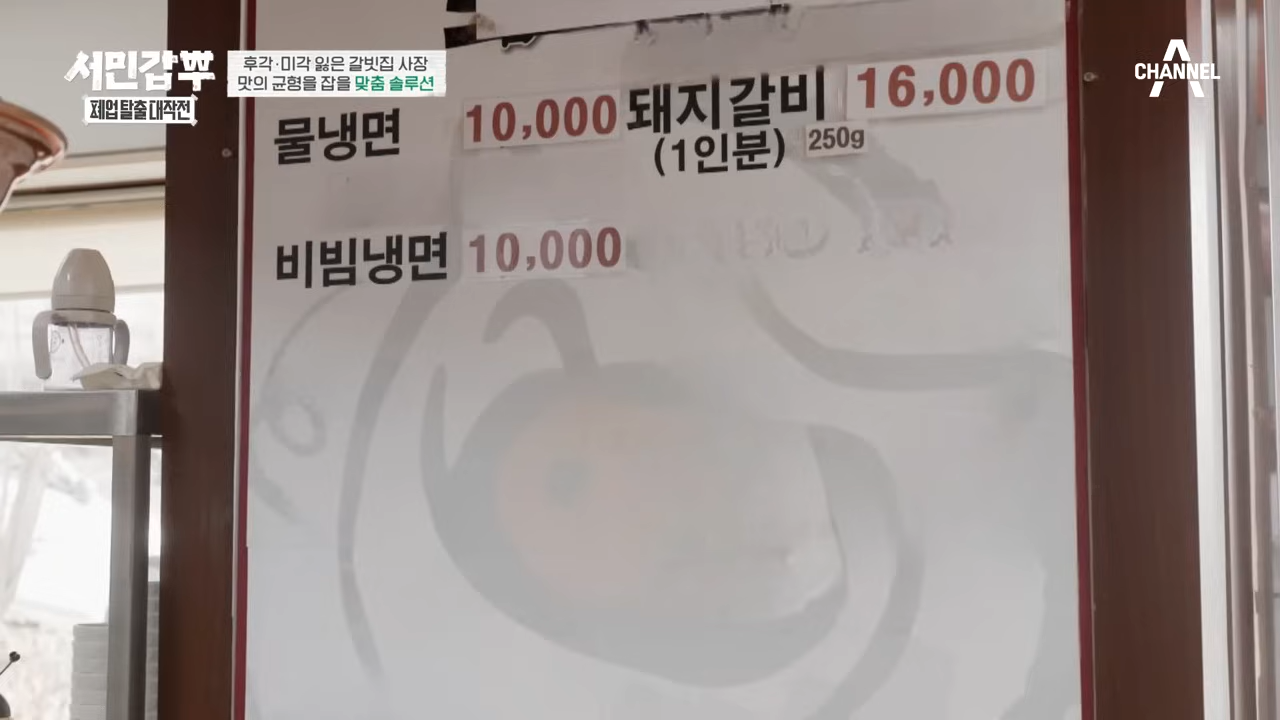 서민갑뿌
폐업 탈출 대작전
후각·미각 잃은 갈빗집 사장
맛의 균형을 잡을 맞춤 솔루션
CHANNEL A
물냉면 10,000
돼지갈비 16,000
(1인분) 250g
비빔냉면 10,000